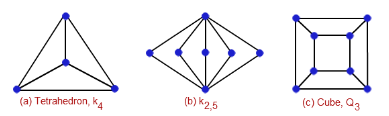 (a) Tetrahedron, k4
(b) k2,5
(c) Cube, Q3